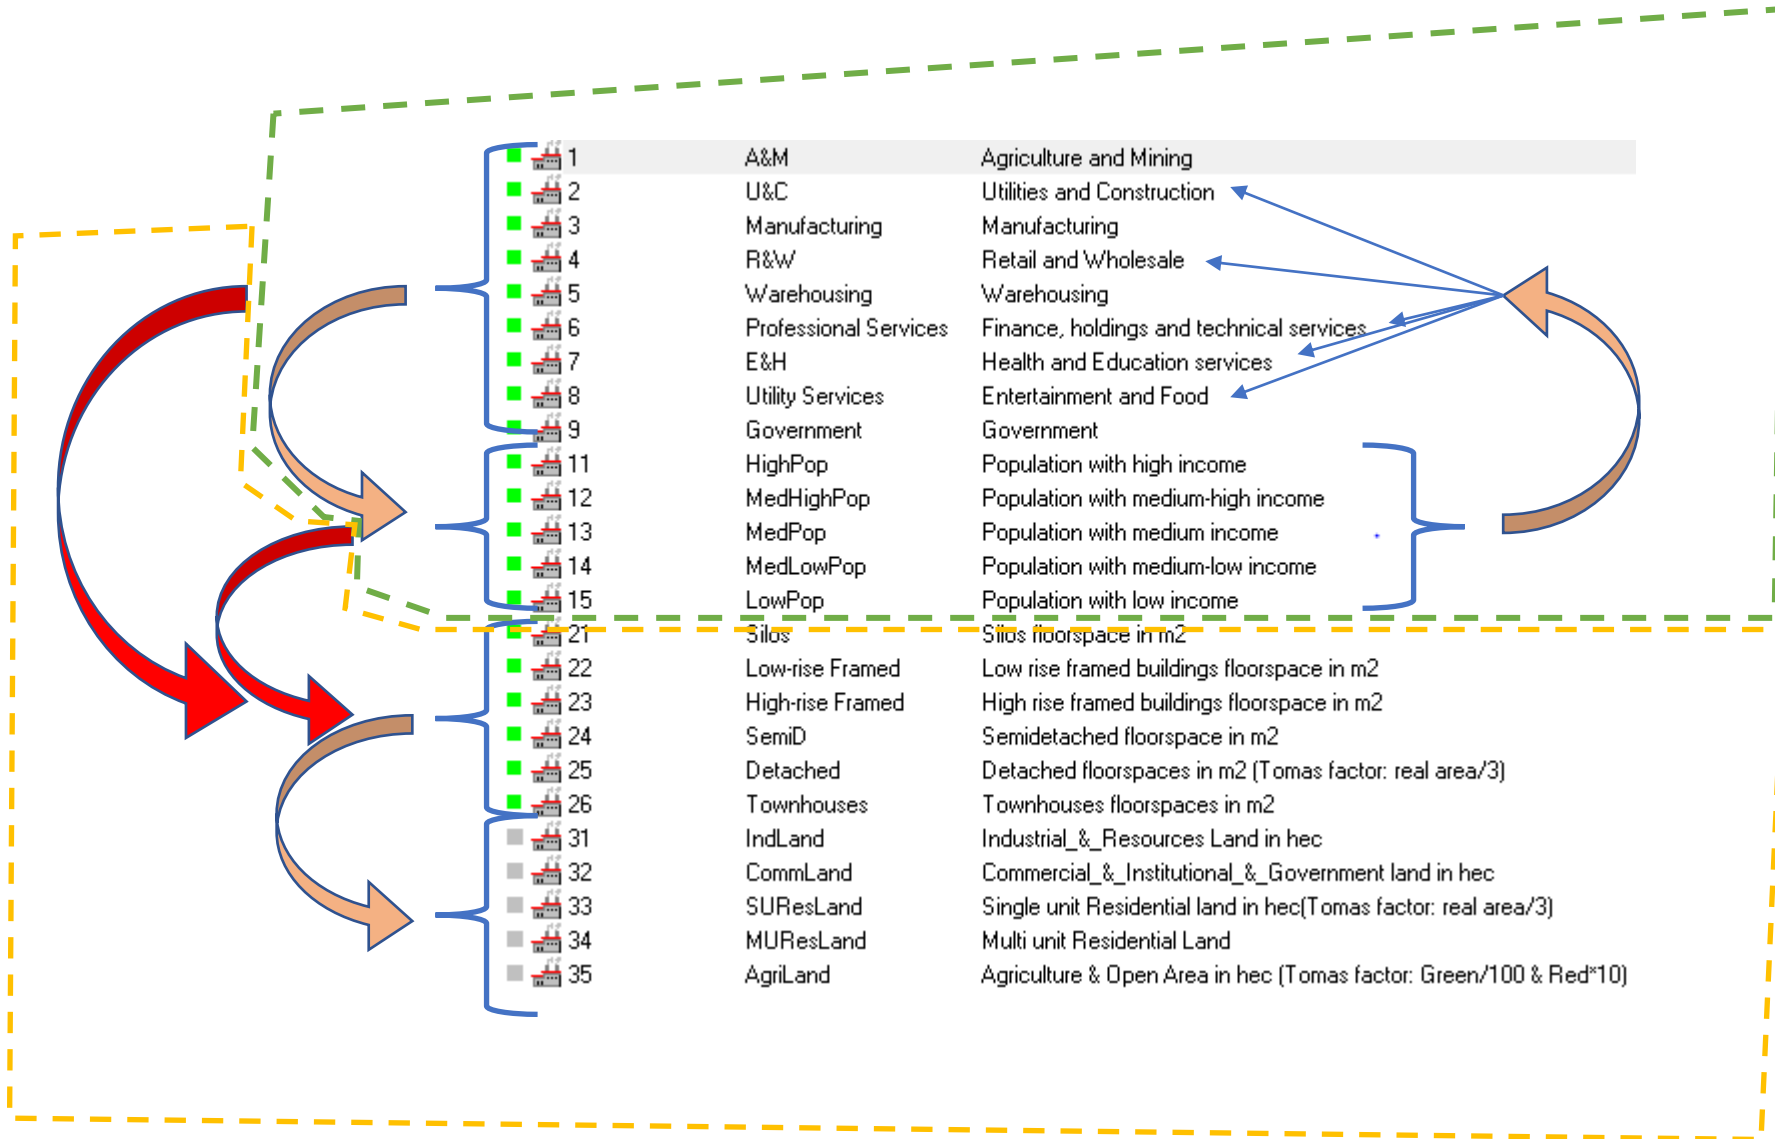 1 A&M Agriculture and Mining
2 U&C Utilities and Construction
3 Manufacturing Manufacturing
4 R&W Retail and Wholesale
5 Warehousing Warehousing
6 Professional Services Finance, holdings and technical services
7 E&H Health and Education services
8 Utility Services Entertainment and Food
9 Government Government
11 HighPop Population with high income
12 MedHighPop Population with medium-high income
13 MedPop Population with medium income
14 MedLowPop Population with medium-low income
15 LowPop Population with low income
21 Silos Silos floorspace in m2
22 Low-rise Framed Low rise framed buildings floorspace in m2
23 High-rise Framed High rise framed buildings floorspace in m2
24 SemiD Semidetached floorspace in m2
25 Detached Detached floorspaces in m2 (Tomas factor: real area/3)
26 Townhouses Townhouses floorspaces in m2
31 IndLand Industrial_&_Resources Land in hec
32 CommLand Commercial_&_Institutional_&_Government land in hec
33 SUResLand Single unit Residential land in hec(Tomas factor: real area/3)
34 MUResLand Multi unit Residential Land
35 AgriLand Agriculture & Open Area in hec (Tomas factor: Green/100 & Red*10)